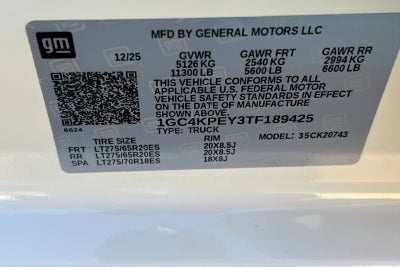 gm
MFD BY GENERAL MOTORS LLC
12/25 GVWR GAWR FRT GAWR RR
5126 KG 2540 KG 2994 KG
11300 LB 5600 LB 6600 LB
THIS VEHICLE CONFORMS TO ALL
APPLICABLE U.S. FEDERAL MOTOR
VEHICLE SAFETY STANDARDS IN EFFECT
ON THE DATE OF MANUFACTURE
SHOWN ABOVE.
1GC4KPEY3TF189425
8624 TYPE: TRUCK MODEL: 35CK20743
TIRE SIZE RIM
FRT LT275/65R20ES 20X8.5J
RR LT275/65R20ES 20X8.5J
SPA LT275/70R18ES 18X8J